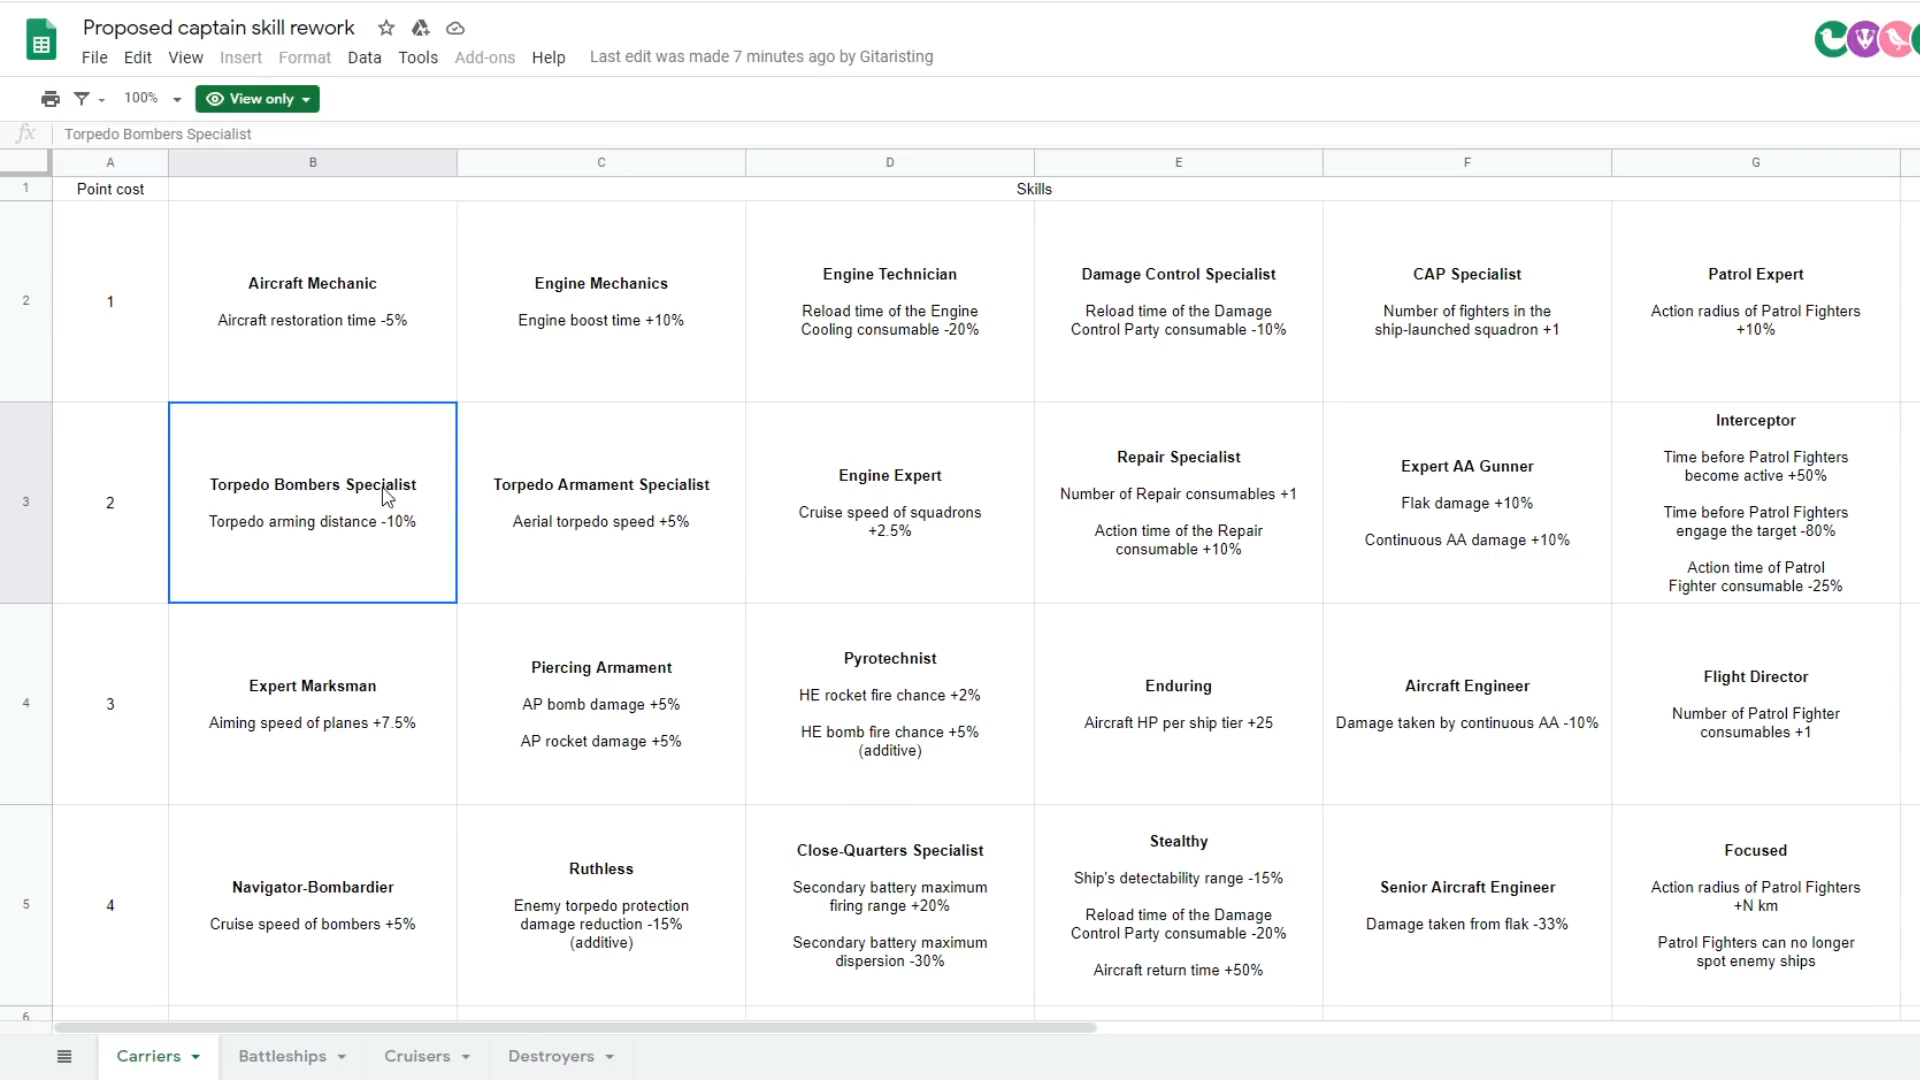 Proposed captain skill rework
File Edit View Insert Format Data Tools Add-ons Help Last edit was made 7 minutes ago by Gitaristing
100% View only
fx Torpedo Bombers Specialist
A B C D E F G
1 Point cost Skills
2
1
Aircraft Mechanic
Aircraft restoration time -5%
Engine Mechanics
Engine boost time +10%
Engine Technician
Reload time of the Engine
Cooling consumable -20%
Damage Control Specialist
Reload time of the Damage
Control Party consumable -10%
CAP Specialist
Number of fighters in the
ship-launched squadron +1
Patrol Expert
Action radius of Patrol Fighters
+10%
3
2
Torpedo Bombers Specialist
Torpedo arming distance -10%
Torpedo Armament Specialist
Aerial torpedo speed +5%
Engine Expert
Cruise speed of squadrons
+2.5%
Repair Specialist
Number of Repair consumables +1
Action time of the Repair
consumable +10%
Expert AA Gunner
Flak damage +10%
Continuous AA damage +10%
Interceptor
Time before Patrol Fighters
become active +50%
Time before Patrol Fighters
engage the target -80%
Action time of Patrol
Fighter consumable -25%
4
3
Expert Marksman
Aiming speed of planes +7.5%
Piercing Armament
AP bomb damage +5%
AP rocket damage +5%
Pyrotechnist
HE rocket fire chance +2%
HE bomb fire chance +5%
(additive)
Enduring
Aircraft HP per ship tier +25
Aircraft Engineer
Damage taken by continuous AA -10%
Flight Director
Number of Patrol Fighter
consumables +1
5
4
Navigator-Bombardier
Cruise speed of bombers +5%
Ruthless
Enemy torpedo protection
damage reduction -15%
(additive)
Close-Quarters Specialist
Secondary battery maximum
firing range +20%
Secondary battery maximum
dispersion -30%
Stealthy
Ship's detectability range -15%
Reload time of the Damage
Control Party consumable -20%
Aircraft return time +50%
Senior Aircraft Engineer
Damage taken from flak -33%
Focused
Action radius of Patrol Fighters
+N km
Patrol Fighters can no longer
spot enemy ships
6
Carriers Battleships Cruisers Destroyers